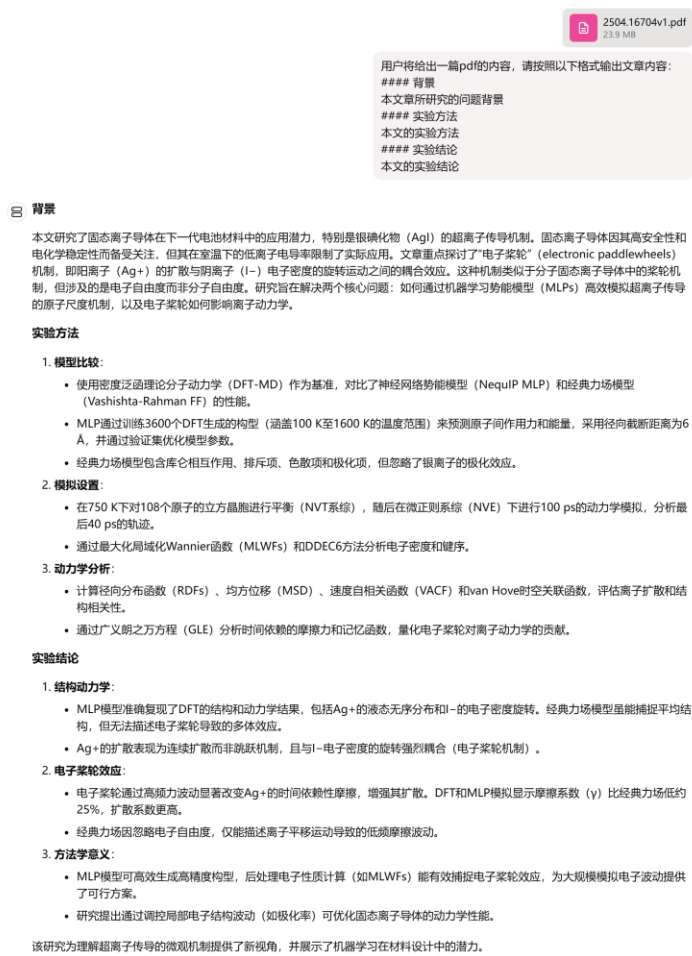 2504.16704v1.pdf
23.9 MB
用户将给出一篇pdf的内容，请按照以下格式输出文章内容：
#### 背景
本文章所研究的问题背景
#### 实验方法
本文的实验方法
#### 实验结论
本文的实验结论
背景
本文研究了固态离子导体在下一代电池材料中的应用潜力，特别是银碘化物（AgI）的超离子传导机制。固态离子导体因其高安全性和
电化学稳定性而备受关注，但其在室温下的低离子电导率限制了实际应用。文章重点探讨了“电子桨轮”（electronic paddlewheels）
机制，即阳离子（Ag+）的扩散与阴离子（I−）电子密度的旋转运动之间的耦合效应。这种机制类似于分子固态离子导体中的桨轮机
制，但涉及的是电子自由度而非分子自由度。研究旨在解决两个核心问题：如何通过机器学习势能模型（MLPs）高效模拟超离子传导
的原子尺度机制，以及电子桨轮如何影响离子动力学。
实验方法
1. 模型比较：
• 使用密度泛函理论分子动力学（DFT-MD）作为基准，对比了神经网络势能模型（NequIP MLP）和经典力场模型
（Vashishta-Rahman FF）的性能。
• MLP通过训练3600个DFT生成的构型（涵盖100 K至1600 K的温度范围）来预测原子间作用力和能量，采用径向截断距离为6
Å，并通过验证集优化模型参数。
• 经典力场模型包含库仑相互作用、排斥项、色散项和极化项，但忽略了银离子的极化效应。
2. 模拟设置：
• 在750 K下对108个原子的立方晶胞进行平衡（NVT系综），随后在微正则系综（NVE）下进行100 ps的动力学模拟，分析最
后40 ps的轨迹。
• 通过最大化局域化Wannier函数（MLWFs）和DDEC6方法分析电子密度和键序。
3. 动力学分析：
• 计算径向分布函数（RDFs）、均方位移（MSD）、速度自相关函数（VACF）和van Hove时空关联函数，评估离子扩散和结
构相关性。
• 通过广义朗之万方程（GLE）分析时间依赖的摩擦力和记忆函数，量化电子桨轮对离子动力学的贡献。
实验结论
1. 结构动力学：
• MLP模型准确复现了DFT的结构和动力学结果，包括Ag+的液态无序分布和I−的电子密度旋转。经典力场模型虽能捕捉平均结
构，但无法描述电子桨轮导致的多体效应。
• Ag+的扩散表现为连续扩散而非跳跃机制，且与I−电子密度的旋转强烈耦合（电子桨轮机制）。
2. 电子桨轮效应：
• 电子桨轮通过高频力波动显著改变Ag+的时间依赖性摩擦，增强其扩散。DFT和MLP模拟显示摩擦系数（γ）比经典力场低约
25%，扩散系数更高。
• 经典力场因忽略电子自由度，仅能描述离子平移运动导致的低频摩擦波动。
3. 方法学意义：
• MLP模型可高效生成高精度构型，后处理电子性质计算（如MLWFs）能有效捕捉电子桨轮效应，为大规模模拟电子波动提供
了可行方案。
• 研究提出通过调控局部电子结构波动（如极化率）可优化固态离子导体的动力学性能。
该研究为理解超离子传导的微观机制提供了新视角，并展示了机器学习在材料设计中的潜力。